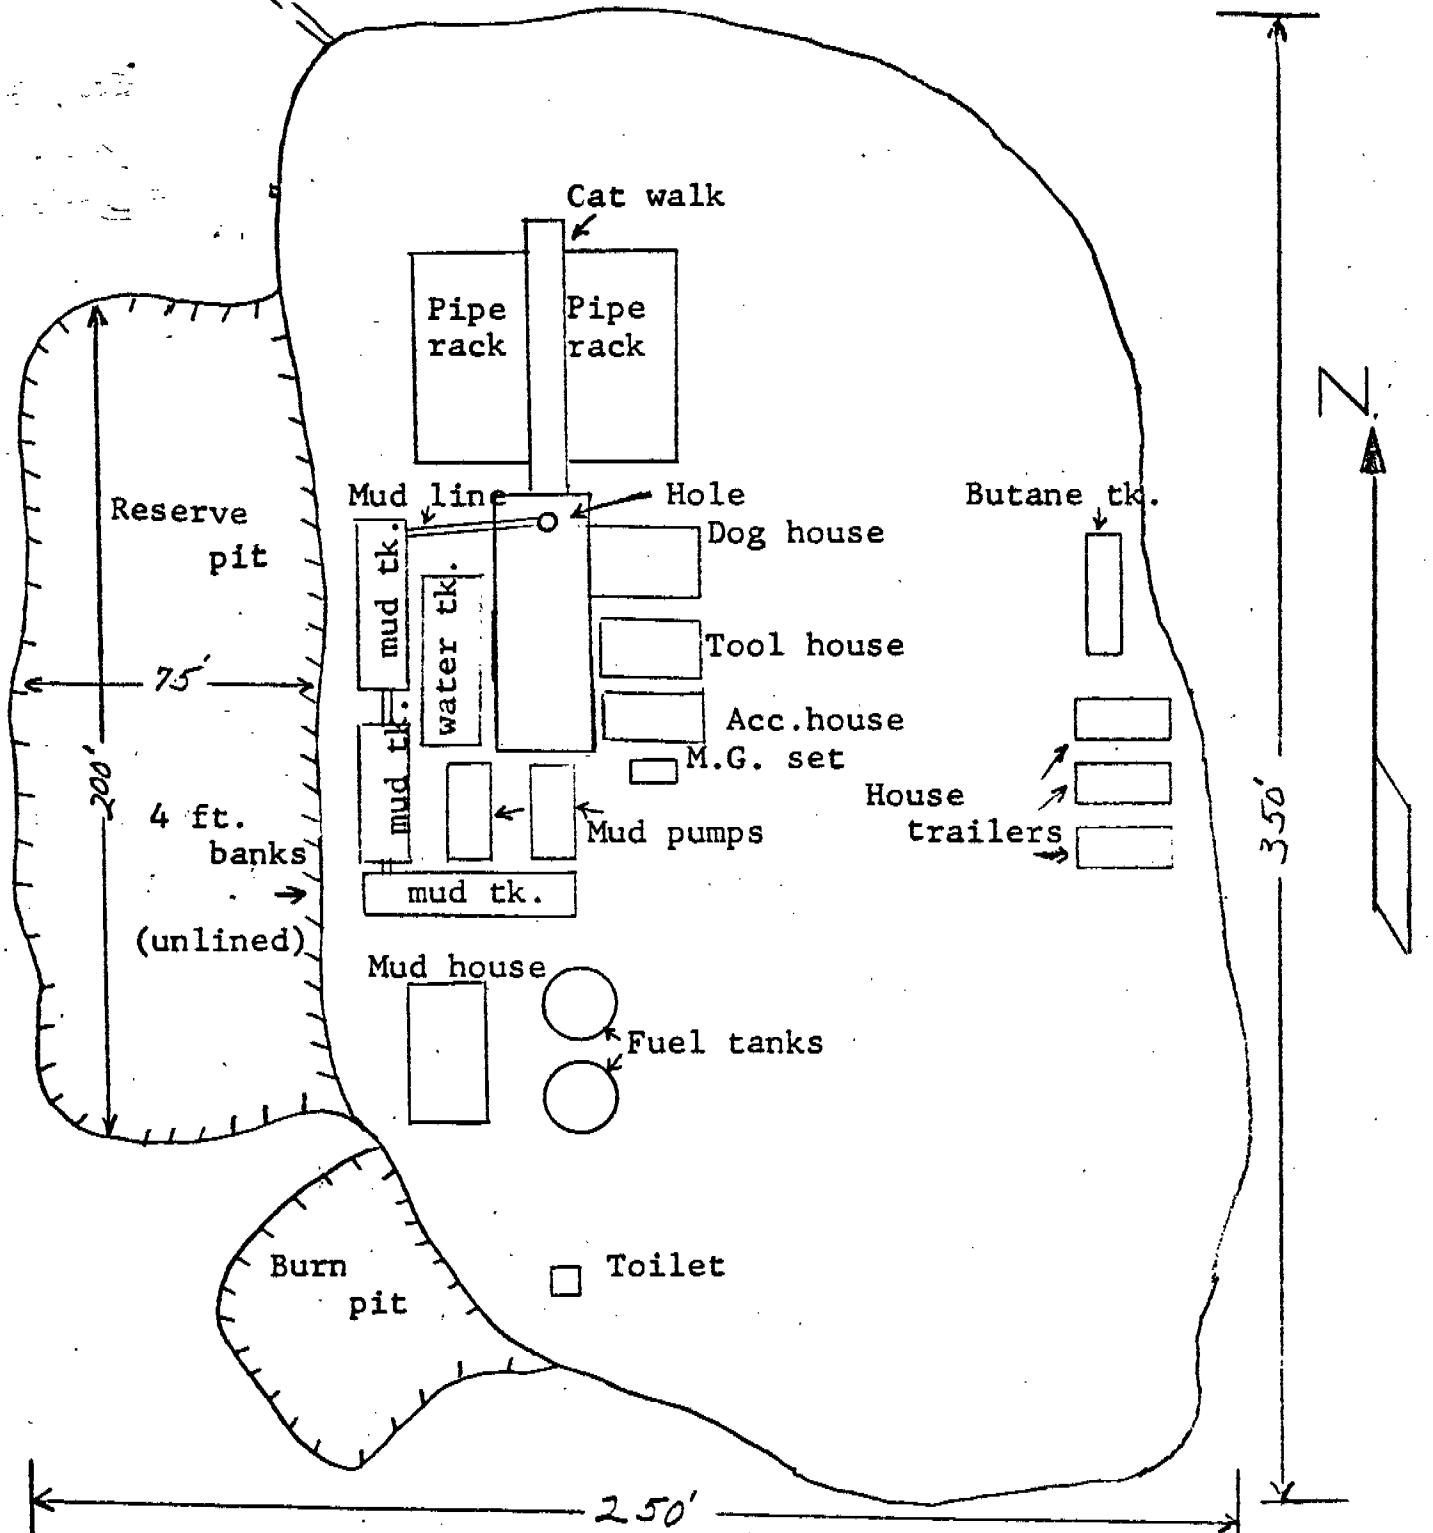 Cat walk
Pipe
rack
Pipe
rack
N
Mud line
Hole
Butane tk.
Reserve
pit
mud tk.
water tk.
Dog house
Tool house
75'
Acc.house
M.G. set
200'
mud tk.
House
trailers
350'
4 ft.
banks
(unlined)
Mud pumps
mud tk.
Mud house
Fuel tanks
Burn
pit
Toilet
250'